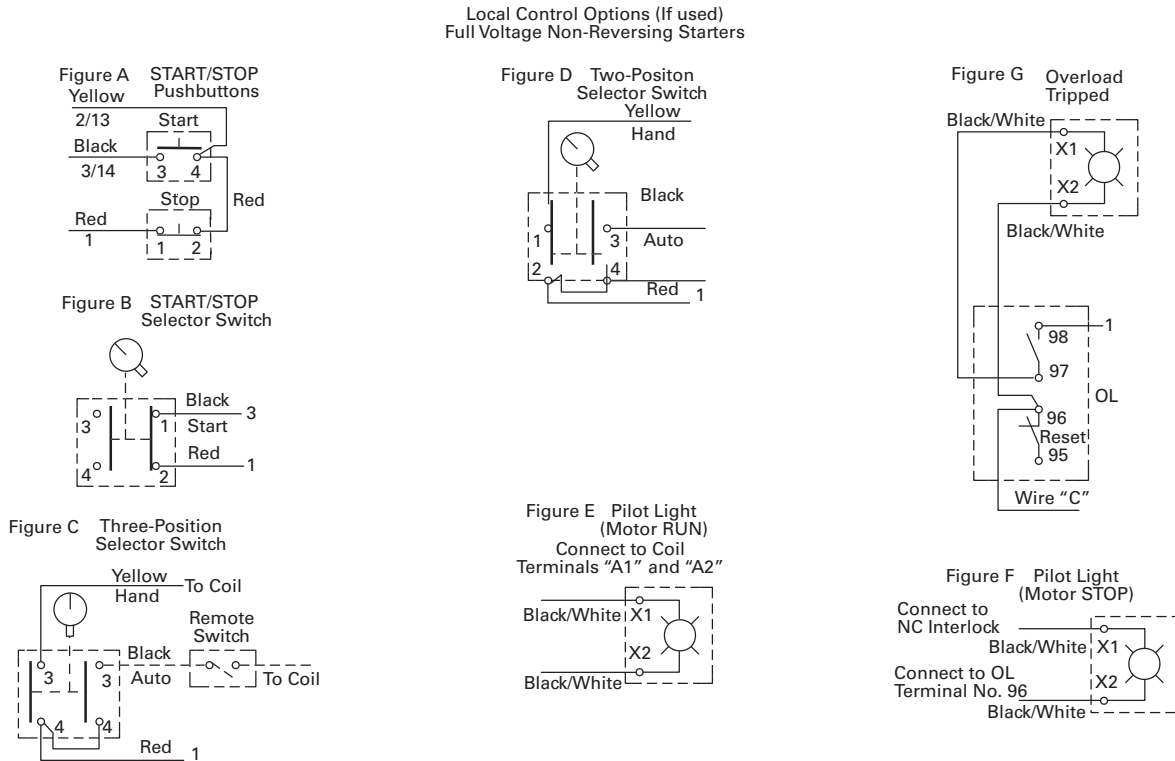 Local Control Options (If used)
Full Voltage Non-Reversing Starters
Figure A START/STOP
Pushbuttons
Yellow
2/13
Start
Black
3/14
3 4
Red
Stop
Red
1
1 2
Figure B START/STOP
Selector Switch
Black
3
3
1
Start
Red
1
4
2
Figure C Three-Position
Selector Switch
Yellow
Hand
To Coil
Remote
Switch
Black
3
3
Auto
To Coil
4
4
Red
1
Figure D Two-Positon
Selector Switch
Yellow
Hand
Black
1
3
Auto
2
4
Red
1
Figure E Pilot Light
(Motor RUN)
Connect to Coil
Terminals “A1” and “A2”
Black/White
X1
X2
Black/White
Figure G Overload
Tripped
Black/White
X1
X2
Black/White
1
98
97
OL
96
Reset
95
Wire “C”
Figure F Pilot Light
(Motor STOP)
Connect to
NC Interlock
Black/White
X1
Connect to OL
Terminal No. 96
X2
Black/White